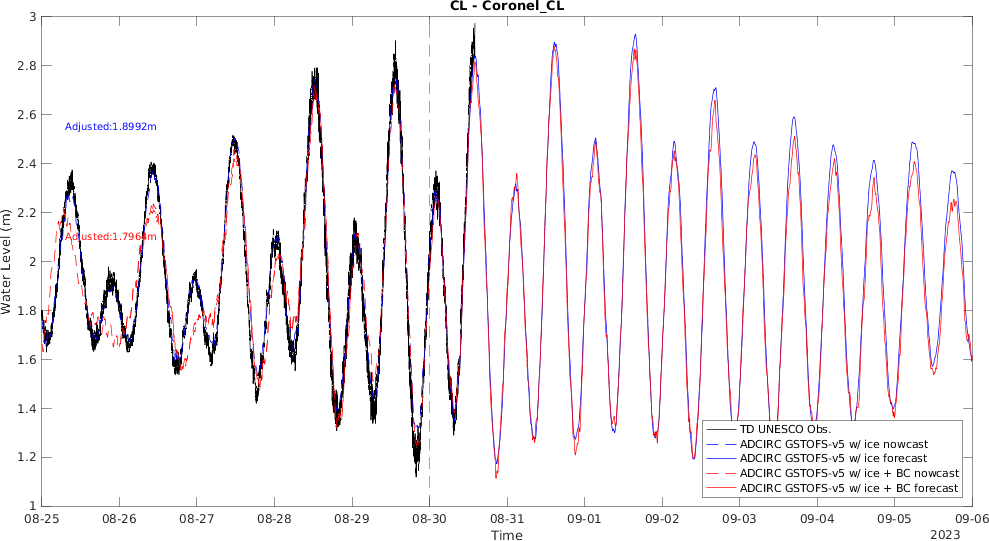 CL - Coronel_CL
3
2.8
2.6
2.4
2.2
2
1.8
1.6
1.4
1.2
1
Water Level (m)
Adjusted:1.8992m
Adjusted:1.7964m
TD UNESCO Obs.
ADCIRC GSTOFS-v5 w/ ice nowcast
ADCIRC GSTOFS-v5 w/ ice forecast
ADCIRC GSTOFS-v5 w/ ice + BC nowcast
ADCIRC GSTOFS-v5 w/ ice + BC forecast
08-25 08-26 08-27 08-28 08-29 08-30 08-31 09-01 09-02 09-03 09-04 09-05 09-06
Time
2023